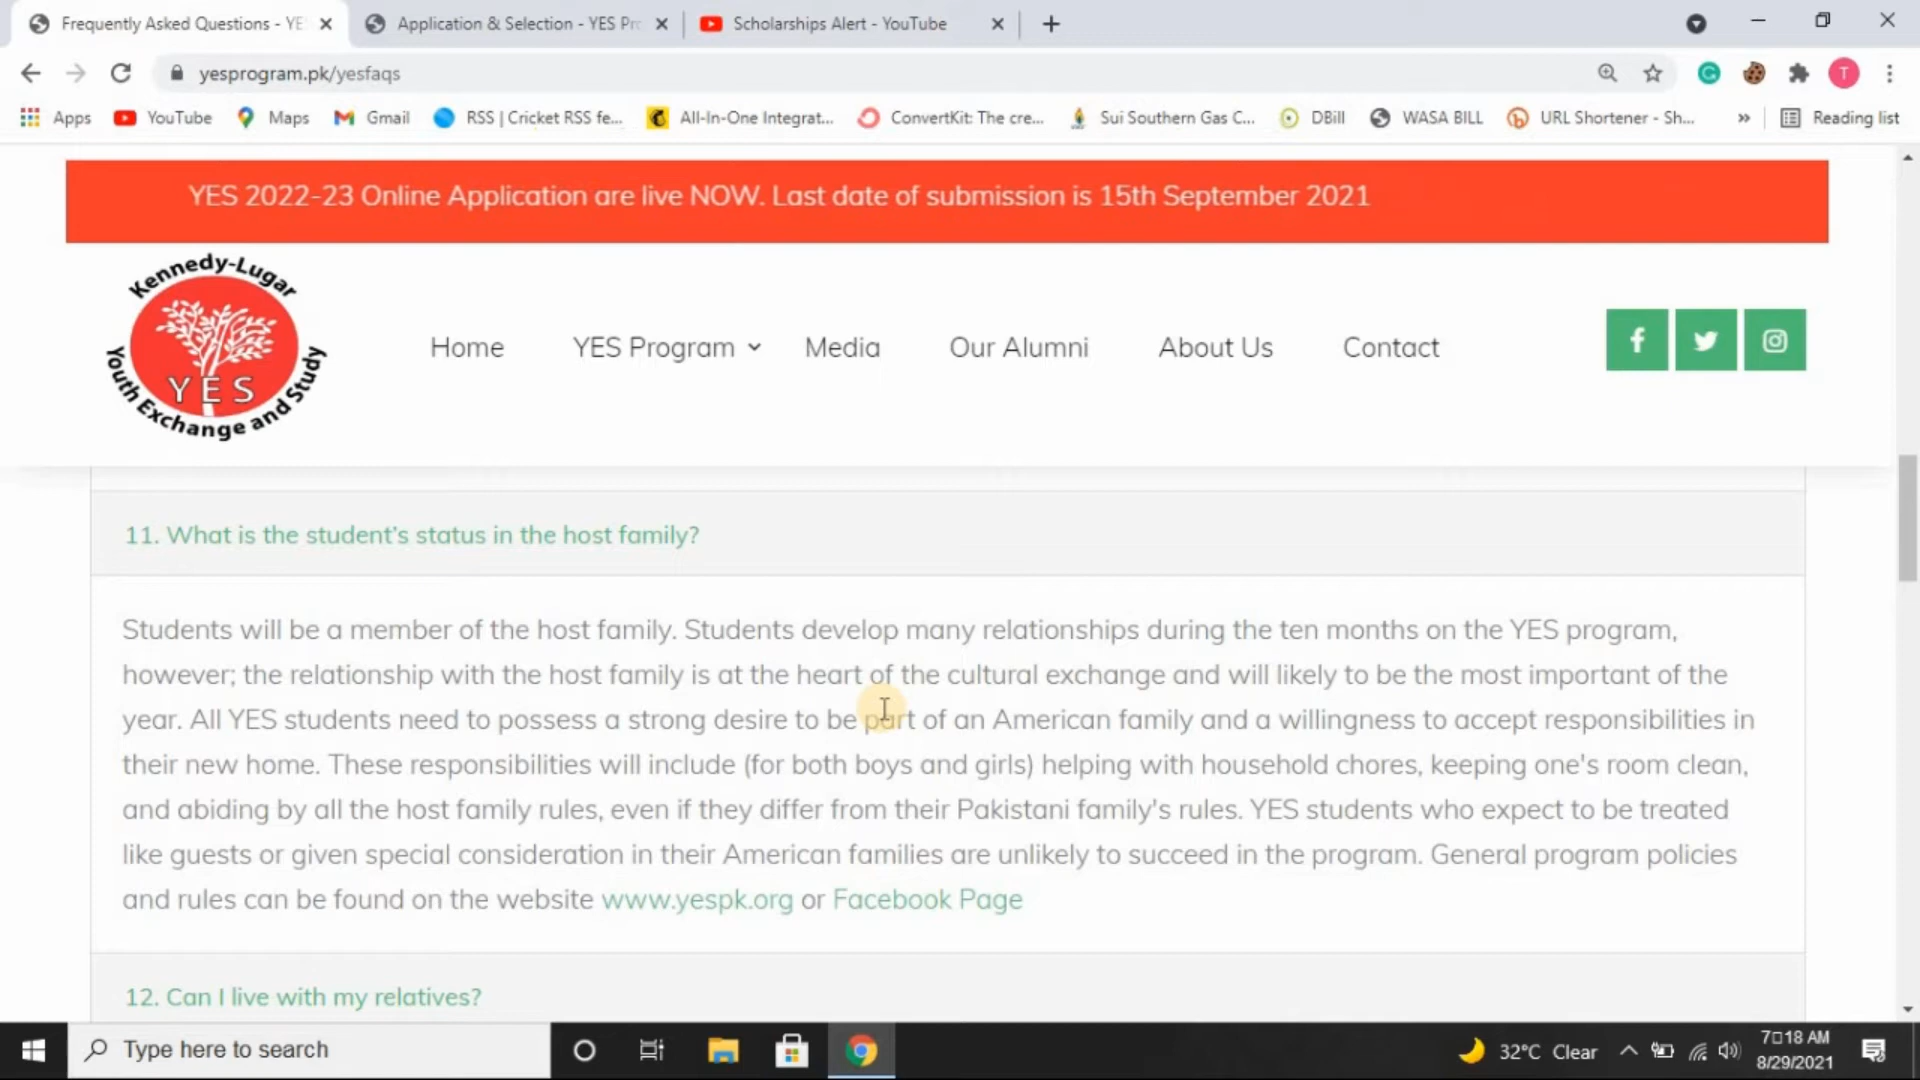 Frequently Asked Questions - YE
Application & Selection - YES Pr
Scholarships Alert - YouTube
yesprogram.pk/yesfaqs
T
Apps
YouTube
Maps
Gmail
RSS | Cricket RSS fe...
All-In-One Integrat...
ConvertKit: The cre...
Sui Southern Gas C...
DBill
WASA BILL
URL Shortener - Sh...
»
Reading list
YES 2022-23 Online Application are live NOW. Last date of submission is 15th September 2021
Kennedy-Lugar
YES
Youth Exchange and Study
Home
YES Program
Media
Our Alumni
About Us
Contact
11. What is the student's status in the host family?
Students will be a member of the host family. Students develop many relationships during the ten months on the YES program,
however; the relationship with the host family is at the heart of the cultural exchange and will likely to be the most important of the
year. All YES students need to possess a strong desire to be part of an American family and a willingness to accept responsibilities in
their new home. These responsibilities will include (for both boys and girls) helping with household chores, keeping one's room clean,
and abiding by all the host family rules, even if they differ from their Pakistani family's rules. YES students who expect to be treated
like guests or given special consideration in their American families are unlikely to succeed in the program. General program policies
and rules can be found on the website www.yespk.org or Facebook Page
12. Can I live with my relatives?
Type here to search
32°C Clear
7▯18 AM
8/29/2021